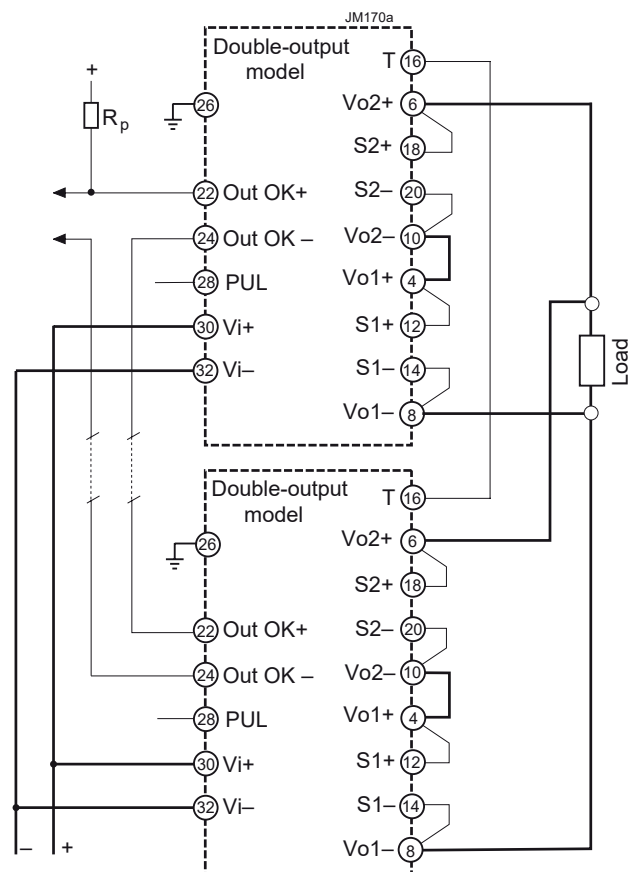 JM170a
Double-output
model
T 16
+
26
Vo2+ 6
Rp
18
S2+
22 Out OK+
S2– 20
24 Out OK –
Vo2– 10
28 PUL
Vo1+ 4
30 Vi+
S1+ 12
32 Vi–
S1– 14
Load
Vo1– 8
Double-output
model
T 16
26
Vo2+ 6
S2+ 18
22 Out OK+
S2– 20
24 Out OK –
Vo2– 10
28 PUL
Vo1+ 4
30 Vi+
S1+ 12
32 Vi–
S1– 14
– +
Vo1– 8